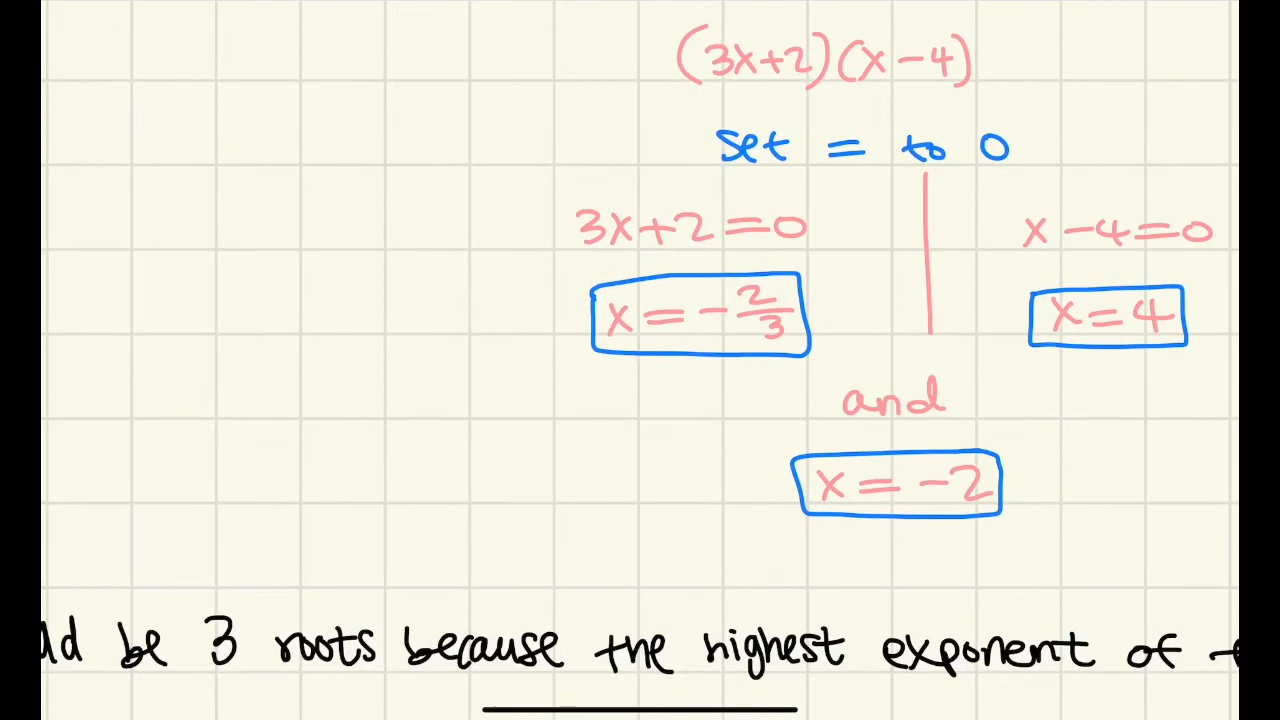 (3x+2)(x-4)
set = to 0
3x+2=0 x-4=0
x=-2/3 x=4
and
x=-2
be 3 roots because the highest exponent of